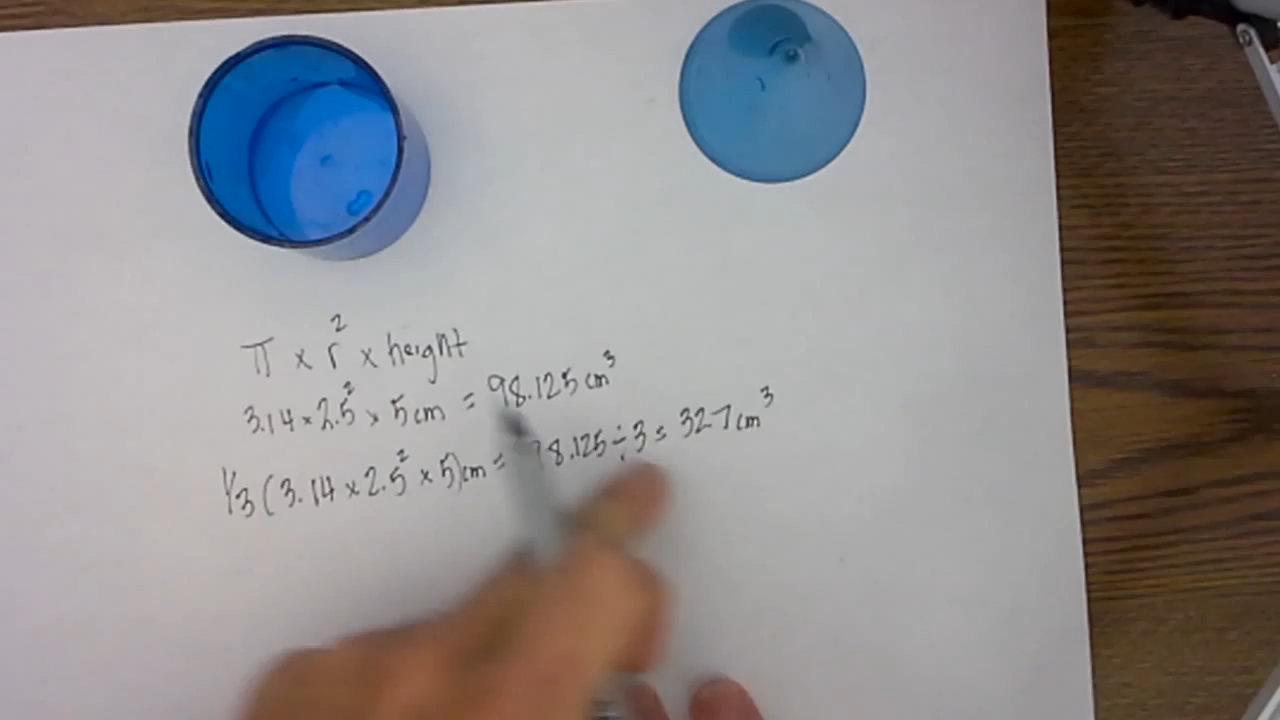 π x r² x height
3.14 x 2.5² x 5cm = 98.125 cm³
1/3 (3.14 x 2.5² x 5)cm = 98.125 ÷ 3 = 32.7 cm³